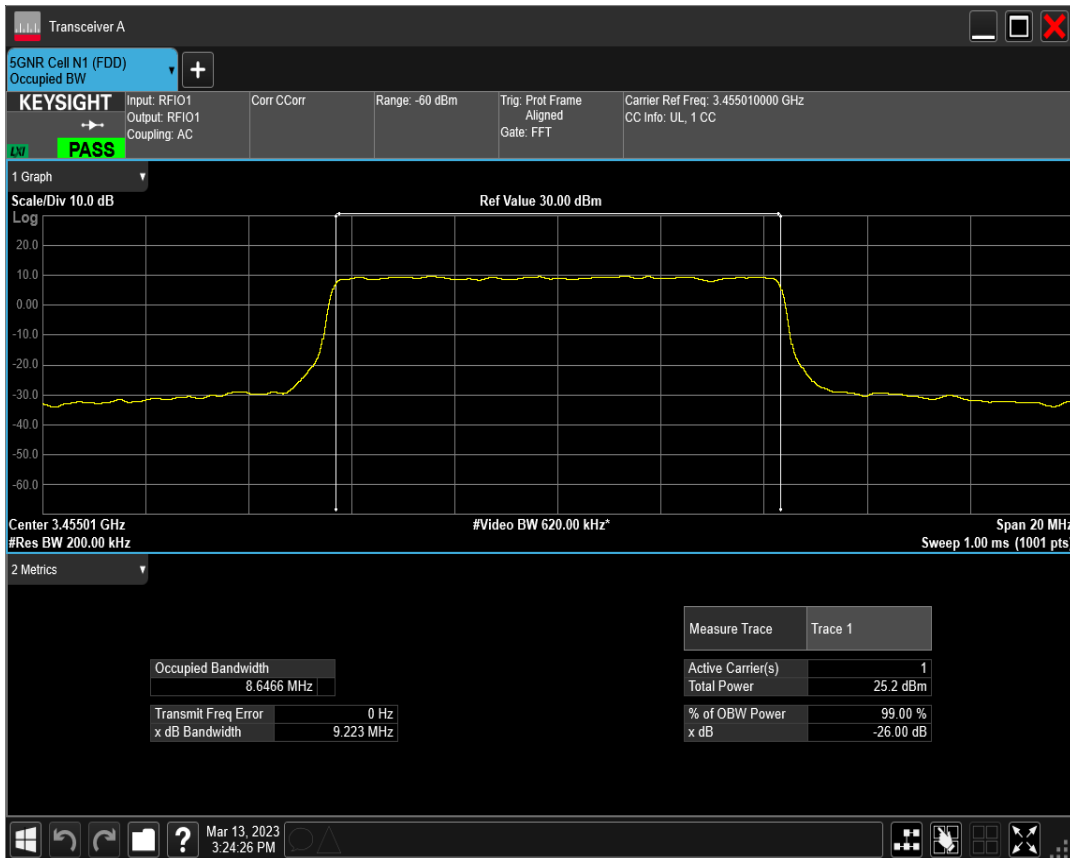 Transceiver A
5GNR Cell N1 (FDD)
Occupied BW
+
KEYSIGHT
LXI
PASS
Input: RFIO1
Output: RFIO1
Coupling: AC
Corr CCorr
Range: -60 dBm
Trig: Prot Frame
Aligned
Gate: FFT
Carrier Ref Freq: 3.455010000 GHz
CC Info: UL, 1 CC
1 Graph
Scale/Div 10.0 dB
Ref Value 30.00 dBm
Log
20.0
10.0
0.00
-10.0
-20.0
-30.0
-40.0
-50.0
-60.0
Center 3.45501 GHz
#Video BW 620.00 kHz*
Span 20 MHz
#Res BW 200.00 kHz
Sweep 1.00 ms (1001 pts)
2 Metrics
Measure Trace Trace 1
Occupied Bandwidth
8.6466 MHz
Active Carrier(s) 1
Total Power 25.2 dBm
Transmit Freq Error 0 Hz
x dB Bandwidth 9.223 MHz
% of OBW Power 99.00 %
x dB -26.00 dB
?
Mar 13, 2023
3:24:26 PM